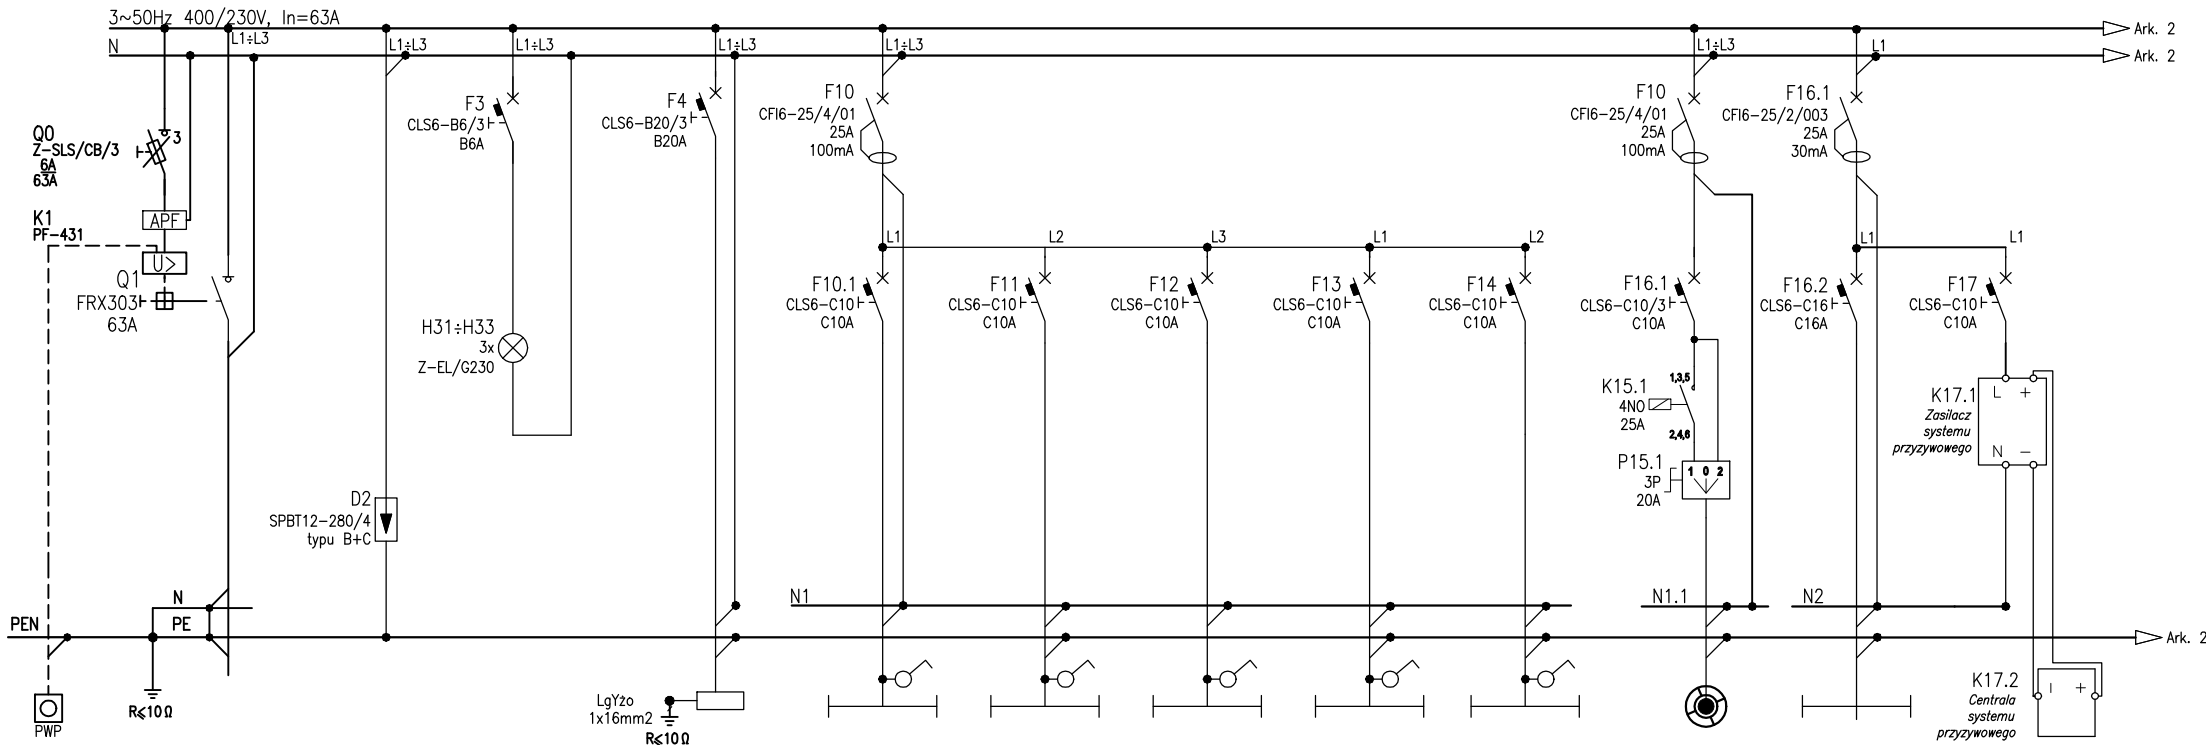 3~50Hz 400/230V, In=63A
Ark. 2
N
Ark. 2
L1÷L3
L1÷L3
L1÷L3
L1÷L3
L1÷L3
L1÷L3
L1
Q0
Z-SLS/CB/3
6A
63A
3
K1
PF-431
APF
U>
Q1
FRX303
63A
F3
CLS6-B6/3
B6A
H31÷H33
3x
Z-EL/G230
F4
CLS6-B20/3
B20A
F10
CFI6-25/4/01
25A
100mA
F10
CFI6-25/4/01
25A
100mA
F16.1
CFI6-25/2/003
25A
30mA
L1
L2
L3
L1
L2
L1
L1
F10.1
CLS6-C10
C10A
F11
CLS6-C10
C10A
F12
CLS6-C10
C10A
F13
CLS6-C10
C10A
F14
CLS6-C10
C10A
F16.1
CLS6-C10/3
C10A
F16.2
CLS6-C16
C16A
F17
CLS6-C10
C10A
K15.1
4NO
25A
1,3,5
2,4,6
P15.1
3P
20A
1 0 2
K17.1
Zasilacz
systemu
przyzywowego
L +
N −
D2
SPBT12-280/4
typu B+C
N
N1
N1.1
N2
PEN
PE
Ark. 2
PWP
R≤10Ω
LgYżo
1x16mm2
R≤10Ω
K17.2
Centrala
systemu
przyzywowego
− +